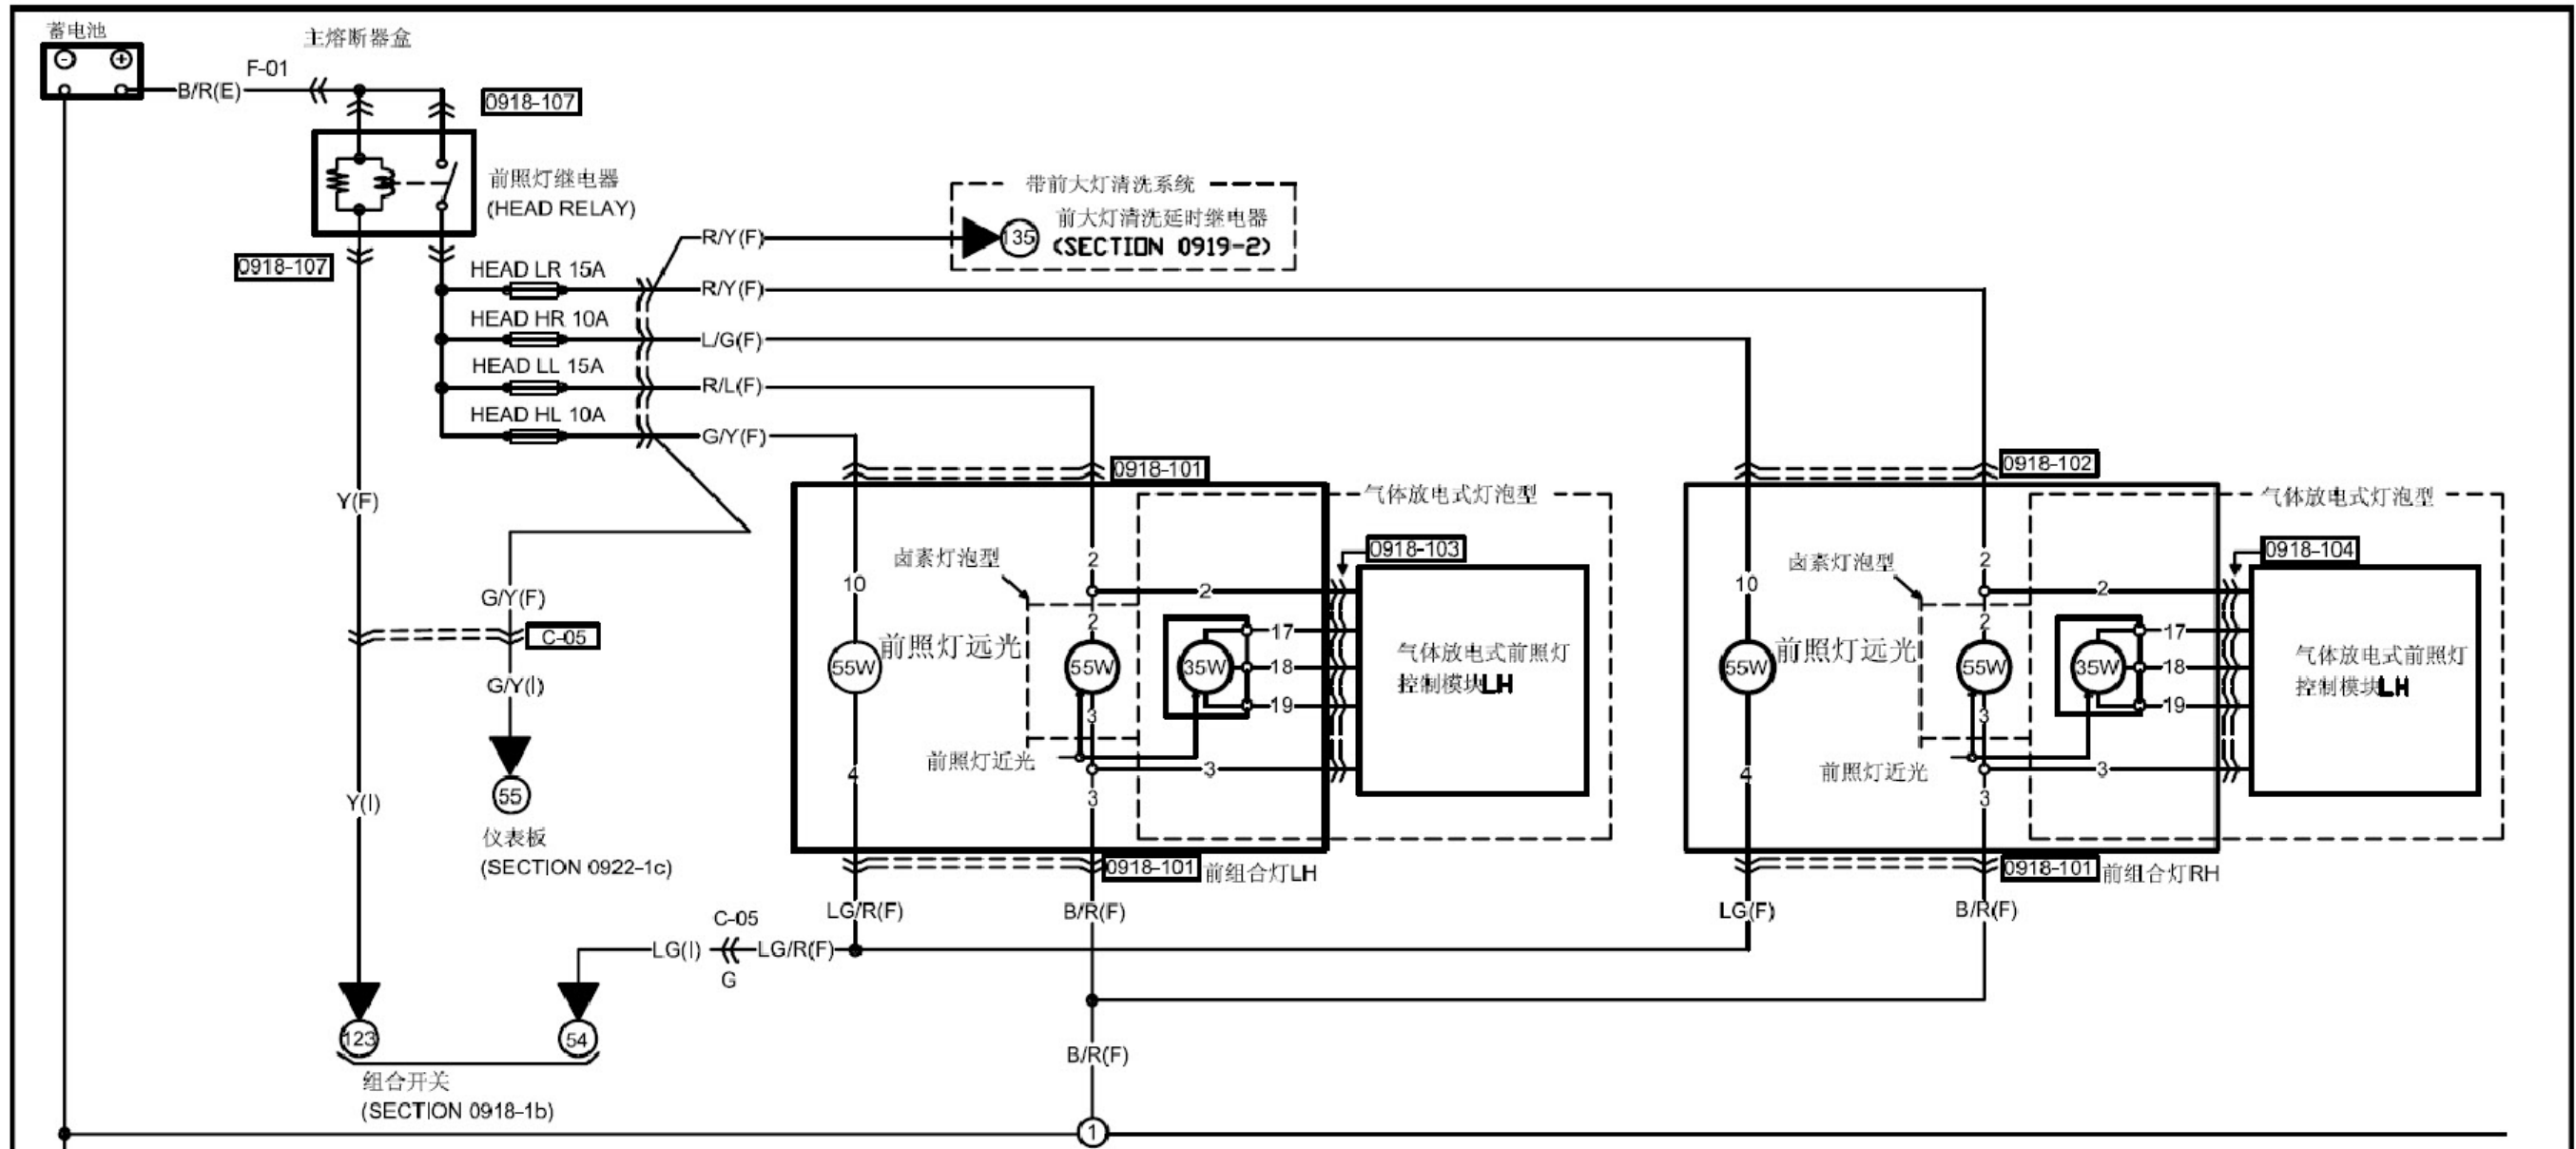 蓄电池
主熔断器盒
- +
F-01
B/R(E)
0918-107
前照灯继电器
(HEAD RELAY)
带前大灯清洗系统
前大灯清洗延时继电器
135
(SECTION 0919-2)
R/Y(F)
0918-107
HEAD LR 15A
R/Y(F)
HEAD HR 10A
L/G(F)
HEAD LL 15A
R/L(F)
HEAD HL 10A
G/Y(F)
0918-101
0918-102
气体放电式灯泡型
气体放电式灯泡型
Y(F)
0918-103
0918-104
卤素灯泡型
卤素灯泡型
2
2
10
2
10
2
G/Y(F)
2
2
C-05
17
17
前照灯远光
前照灯远光
55W
55W
35W
18
55W
55W
35W
18
气体放电式前照灯
控制模块LH
气体放电式前照灯
控制模块LH
G/Y(I)
19
19
3
3
前照灯近光
前照灯近光
4
3
4
3
3
3
Y(I)
55
仪表板
(SECTION 0922-1c)
0918-101
前组合灯LH
0918-101
前组合灯RH
LG/R(F)
B/R(F)
LG(F)
B/R(F)
C-05
LG(I)
LG/R(F)
G
123
54
组合开关
(SECTION 0918-1b)
B/R(F)
1